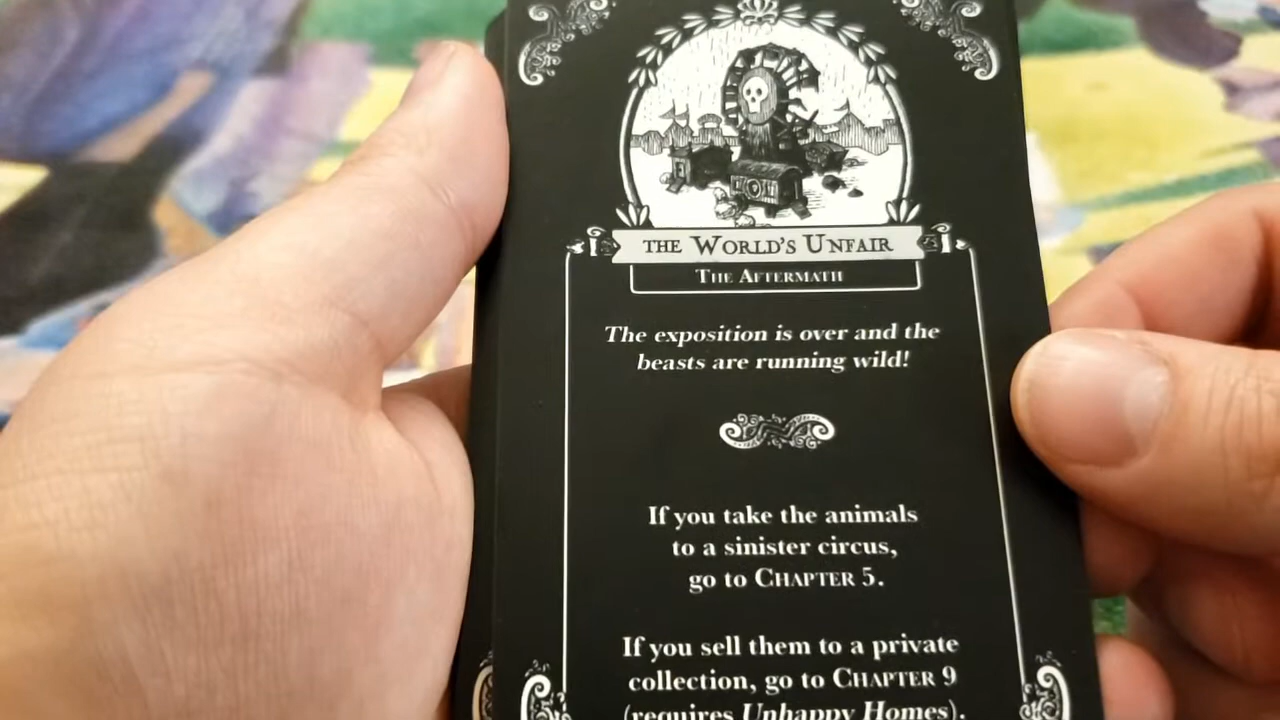 THE WORLD'S UNFAIR
THE AFTERMATH
The exposition is over and the
beasts are running wild!
If you take the animals
to a sinister circus,
go to CHAPTER 5.
If you sell them to a private
collection, go to CHAPTER 9
(requires Unhappy Homes).